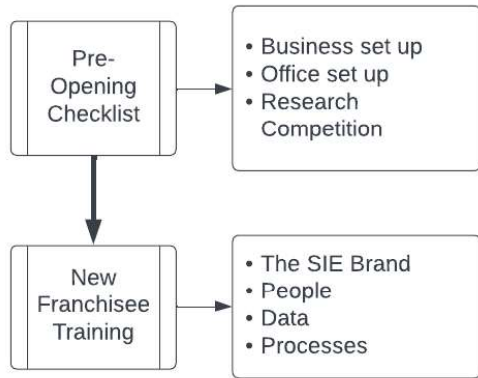 Pre-
Opening
Checklist
• Business set up
• Office set up
• Research
Competition
New
Franchisee
Training
• The SIE Brand
• People
• Data
• Processes